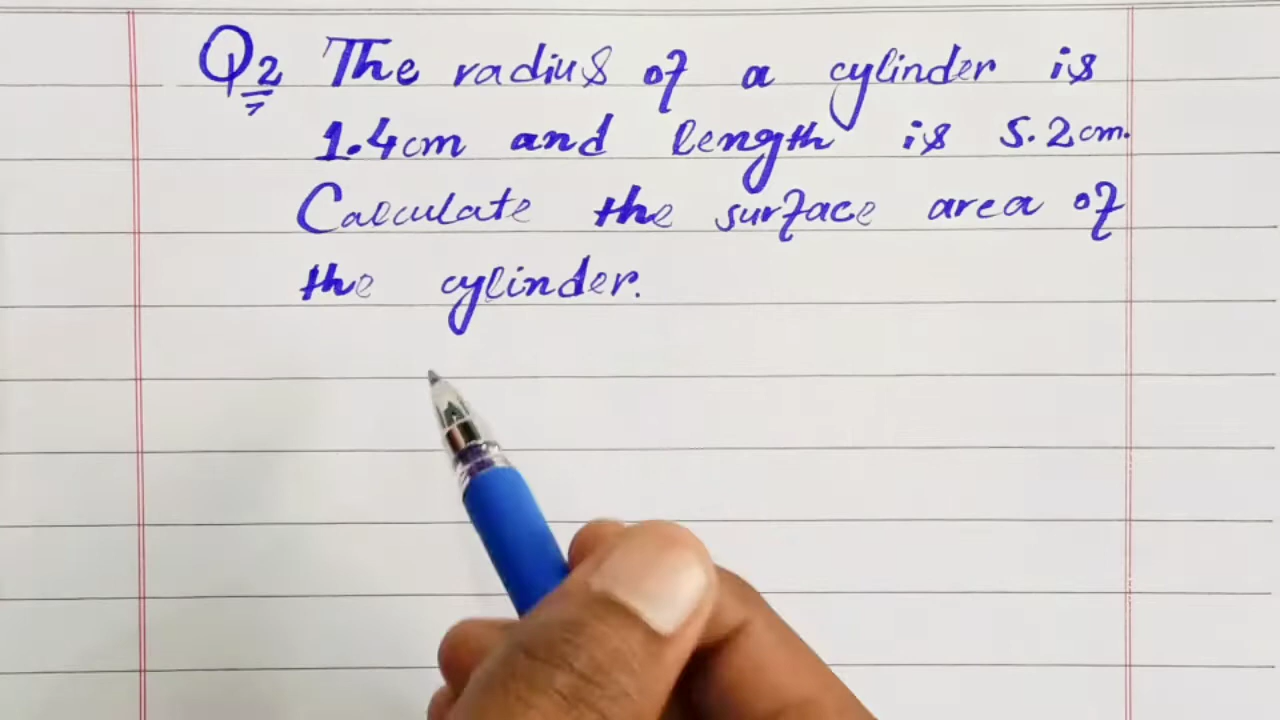 Q2 The radius of a cylinder is
1.4cm and length is 5.2cm.
Calculate the surface area of
the cylinder.